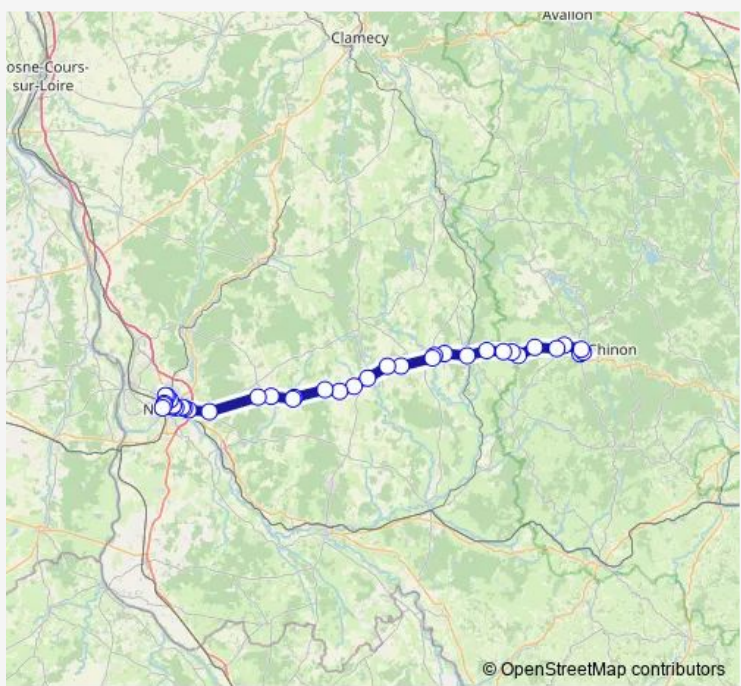 Avallon
Clamecy
osne-Cours-
sur-Loire
Chinon
N
© OpenStreetMap contributors